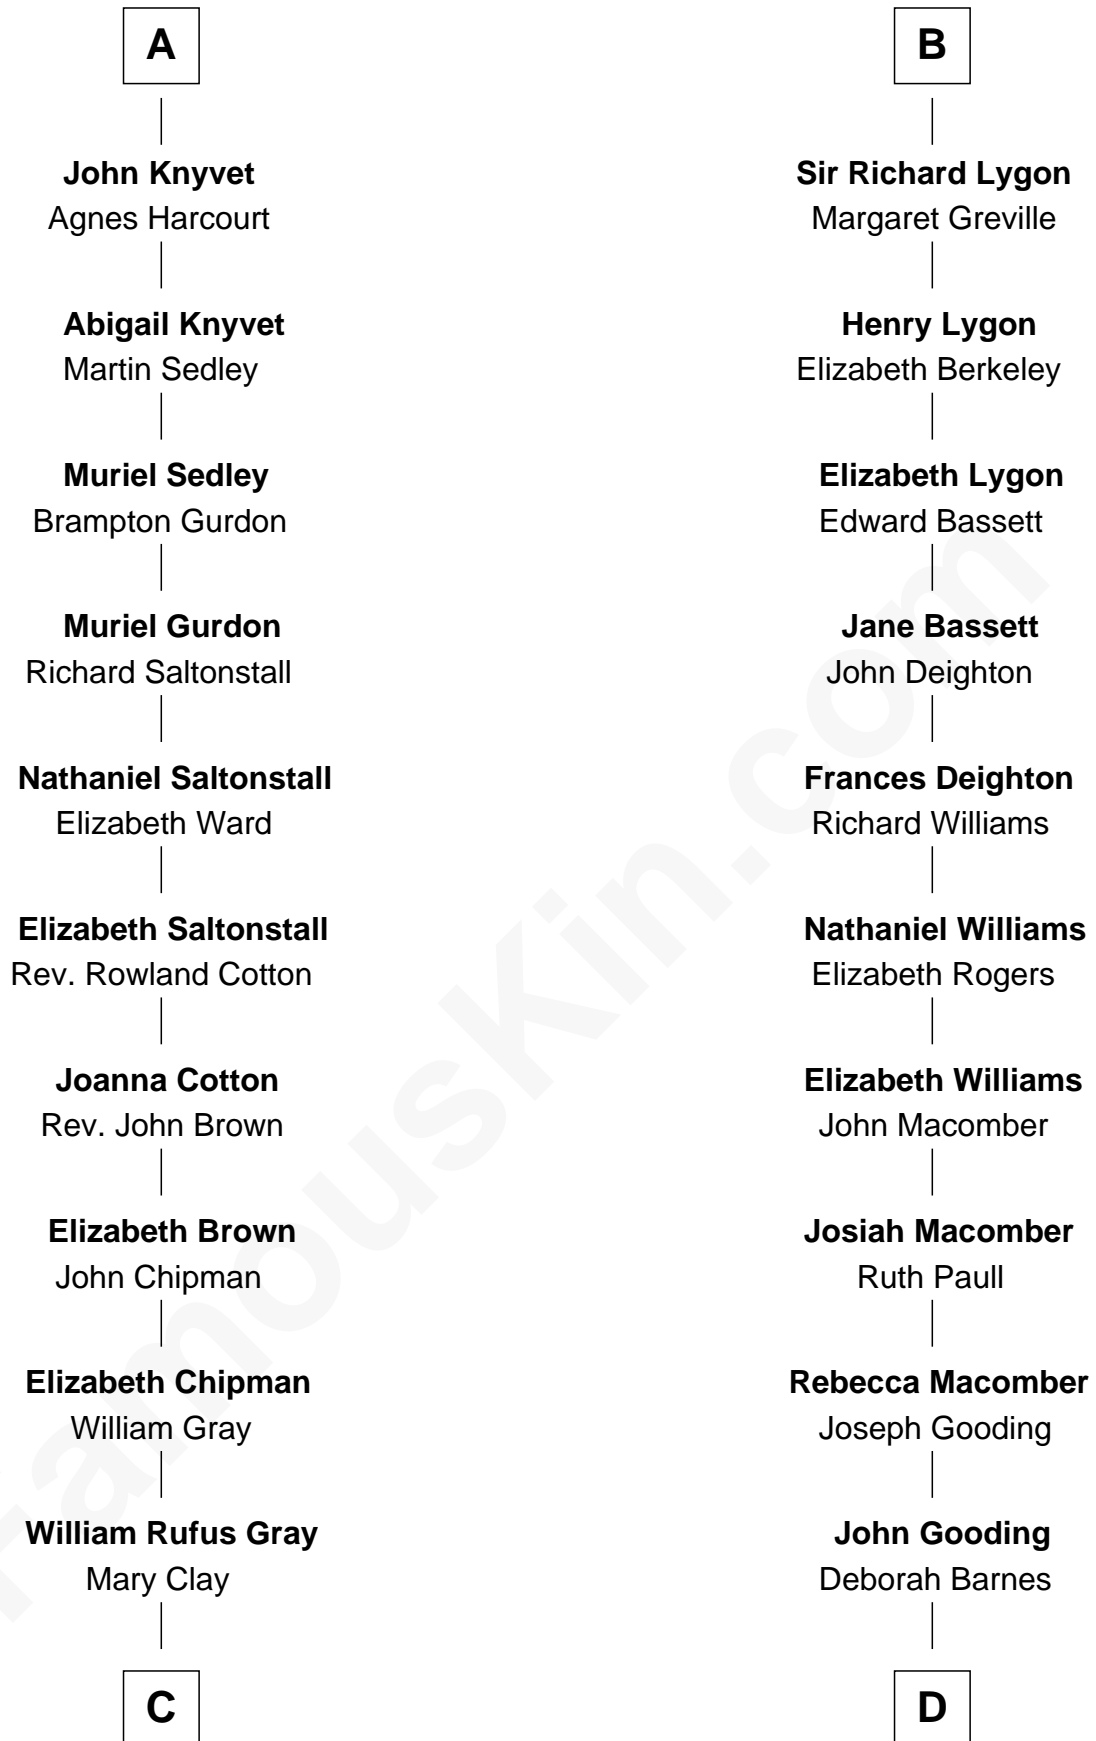 A
John Knyvet
Agnes Harcourt
Abigail Knyvet
Martin Sedley
Muriel Sedley
Brampton Gurdon
Muriel Gurdon
Richard Saltonstall
Nathaniel Saltonstall
Elizabeth Ward
Elizabeth Saltonstall
Rev. Rowland Cotton
Joanna Cotton
Rev. John Brown
Elizabeth Brown
John Chipman
Elizabeth Chipman
William Gray
William Rufus Gray
Mary Clay
C
B
Sir Richard Lygon
Margaret Greville
Henry Lygon
Elizabeth Berkeley
Elizabeth Lygon
Edward Bassett
Jane Bassett
John Deighton
Frances Deighton
Richard Williams
Nathaniel Williams
Elizabeth Rogers
Elizabeth Williams
John Macomber
Josiah Macomber
Ruth Paull
Rebecca Macomber
Joseph Gooding
John Gooding
Deborah Barnes
D
FamousKin.com